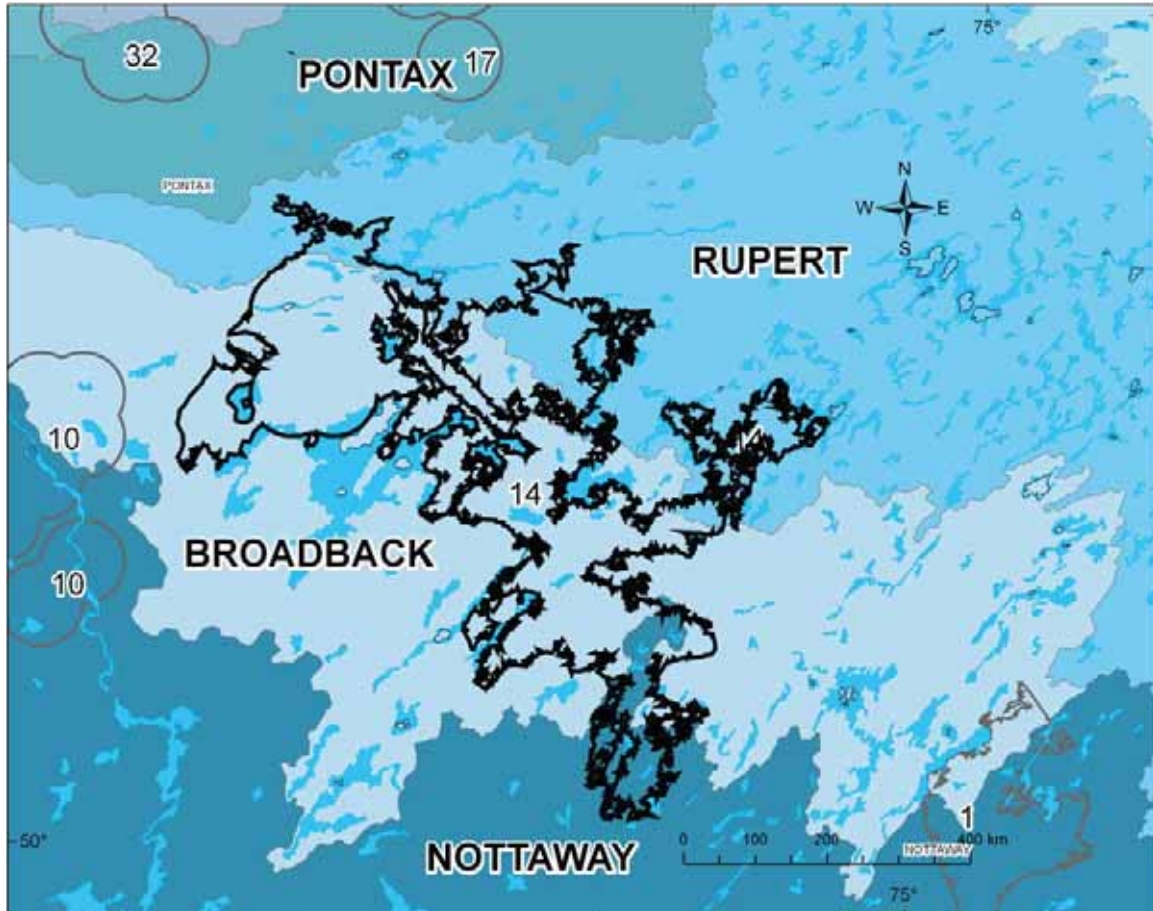 75°
32
PONTAX 17
PONTAX
N
W E
S
RUPERT
10
14
14
BROADBACK
10
1
0 100 200 400 km
NOTTAWAY
50°
NOTTAWAY
75°